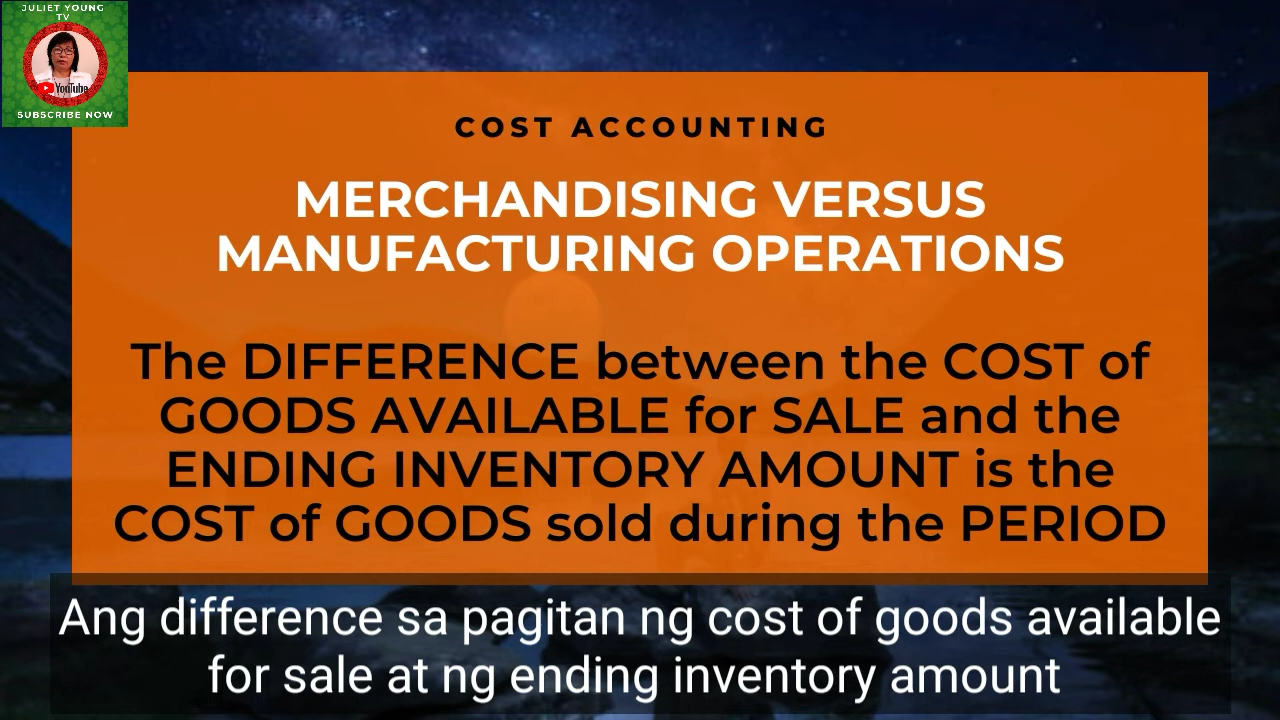 JULIET YOUNG
TV
YouTube
SUBSCRIBE NOW
COST ACCOUNTING
MERCHANDISING VERSUS
MANUFACTURING OPERATIONS
The DIFFERENCE between the COST of
GOODS AVAILABLE for SALE and the
ENDING INVENTORY AMOUNT is the
COST of GOODS sold during the PERIOD
Ang difference sa pagitan ng cost of goods available
for sale at ng ending inventory amount